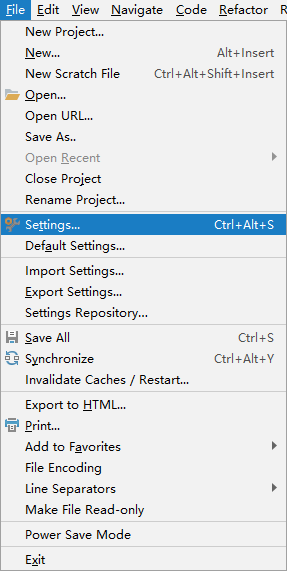 File Edit View Navigate Code Refactor R
New Project...
New... Alt+Insert
New Scratch File Ctrl+Alt+Shift+Insert
Open...
Open URL...
Save As..
Open Recent
Close Project
Rename Project...
Settings... Ctrl+Alt+S
Default Settings...
Import Settings...
Export Settings...
Settings Repository...
Save All Ctrl+S
Synchronize Ctrl+Alt+Y
Invalidate Caches / Restart...
Export to HTML...
Print...
Add to Favorites
File Encoding
Line Separators
Make File Read-only
Power Save Mode
Exit